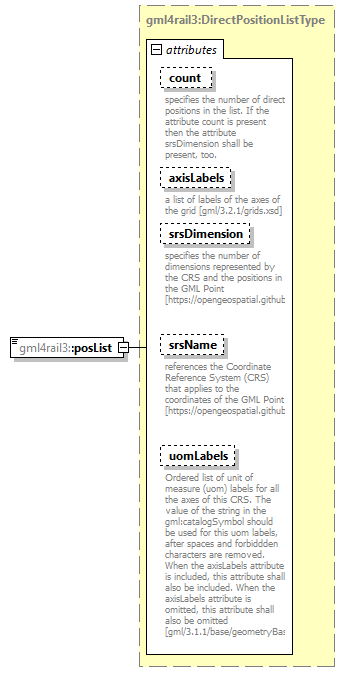 gml4rail3:DirectPositionListType
attributes
count
specifies the number of direct
positions in the list. If the
attribute count is present
then the attribute
srsDimension shall be
present, too.
axisLabels
a list of labels of the axes of
the grid [gml/3.2.1/grids.xsd]
srsDimension
specifies the number of
dimensions represented by
the CRS and the positions in
the GML Point
[https://opengeospatial.github
gml4rail3::posList
srsName
references the Coordinate
Reference System (CRS)
that applies to the
coordinates of the GML Point
[https://opengeospatial.github
uomLabels
Ordered list of unit of
measure (uom) labels for all
the axes of this CRS. The
value of the string in the
gml:catalogSymbol should
be used for this uom labels,
after spaces and forbiddden
characters are removed.
When the axisLabels attribute
is included, this attribute shall
also be included. When the
axisLabels attribute is
omitted, this attribute shall
also be omitted
[gml/3.1.1/base/geometryBas